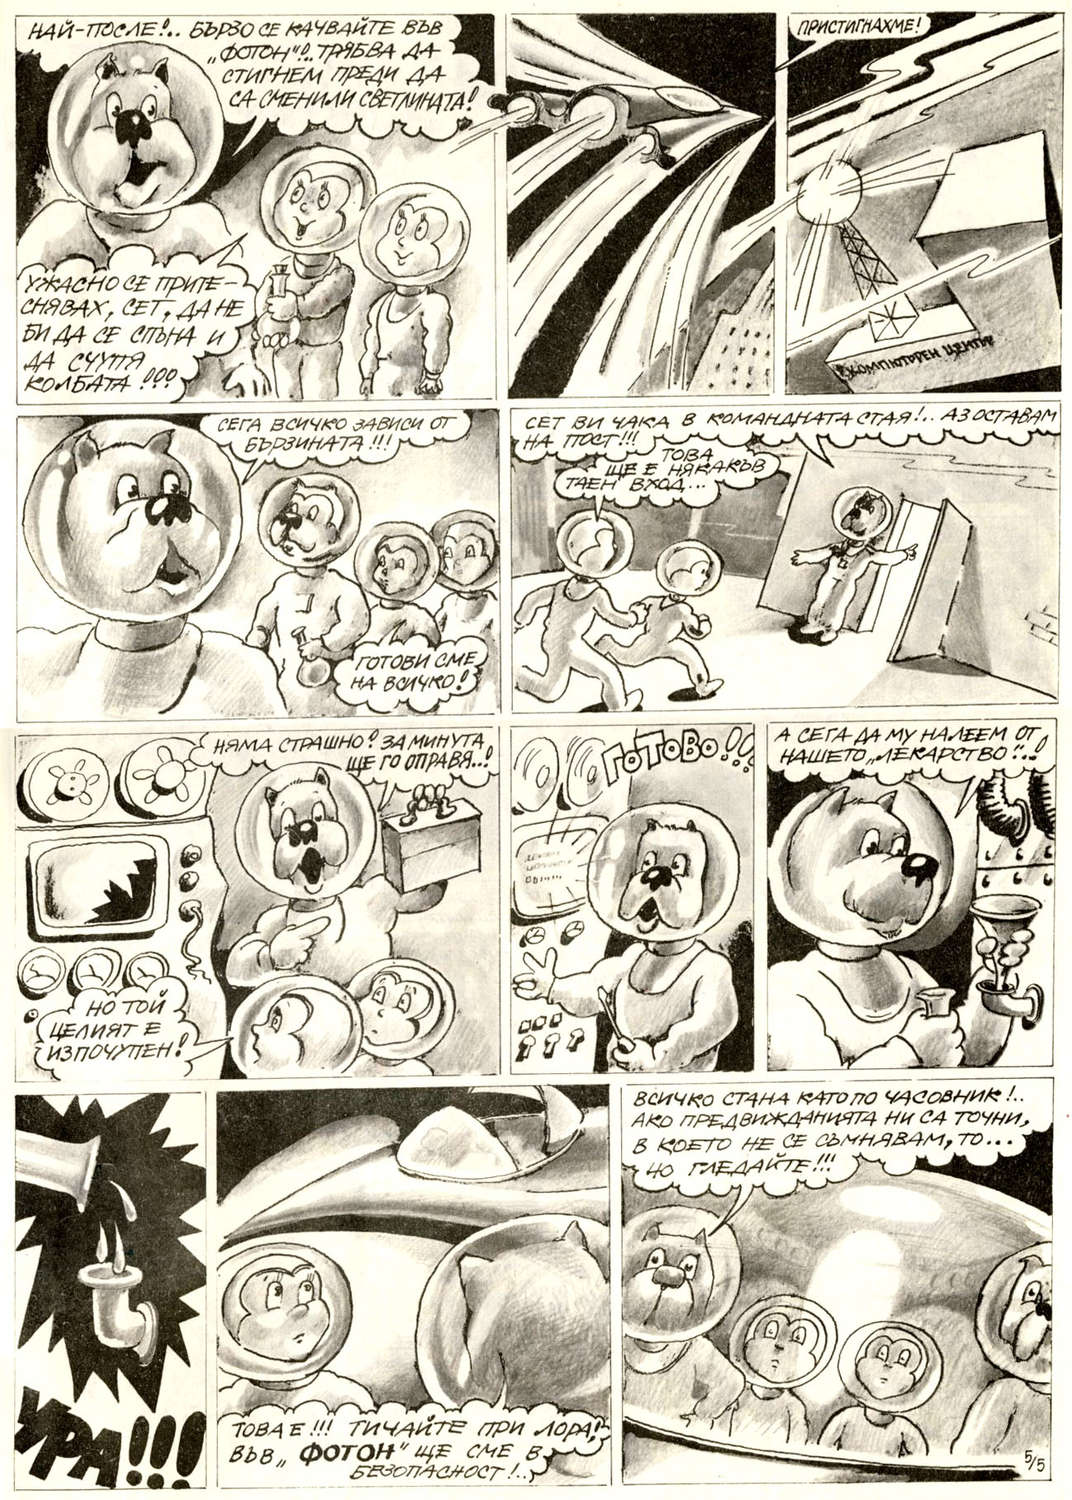 НАЙ-ПОСЛЕ!.. БЪРЗО СЕ КАЧВАЙТЕ ВЪВ
„ФОТОН"!.. ТРЯБВА ДА
СТИГНЕМ ПРЕДИ ДА
СА СМЕНИЛИ СВЕТЛИНАТА!
УЖАСНО СЕ ПРИТЕ-
СНЯВАХ, СЕТ, ДА НЕ
БИ ДА СЕ СПЪНА И
ДА СЧУПЯ
КОЛБАТА!!!
ПРИСТИГНАХМЕ!
КОМПЮТРЕН ЦЕНТР
СЕГА ВСИЧКО ЗАВИСИ ОТ
БЪРЗИНАТА!!!
ГОТОВИ СМЕ
НА ВСИЧКО!
СЕТ ВИ ЧАКА В КОМАНДНАТА СТАЯ!.. АЗ ОСТАВАМ
НА ПОСТ!!!
ТОВА
ЩЕ Е НЯКАКЪВ
ТАЕН ВХОД...
НЯМА СТРАШНО! ЗА МИНУТА
ЩЕ ГО ОПРАВЯ..!
НО ТОЙ
ЦЕЛИЯТ Е
ИЗПОЧУПЕН!
ГОТОВО!!!
А СЕГА ДА МУ НАЛЕЕМ ОТ
НАШЕТО „ЛЕКАРСТВО"..!
УРА!!!
ТОВА Е!!! ТИЧАЙТЕ ПРИ ЛОРА!
ВЪВ „ФОТОН" ЩЕ СМЕ В
БЕЗОПАСНОСТ!..
ВСИЧКО СТАНА КАТО ПО ЧАСОВНИК!..
АКО ПРЕДВИЖДАНИЯТА НИ СА ТОЧНИ,
В КОЕТО НЕ СЕ СЪМНЯВАМ, ТО...
НО ГЛЕДАЙТЕ!!!
5/5